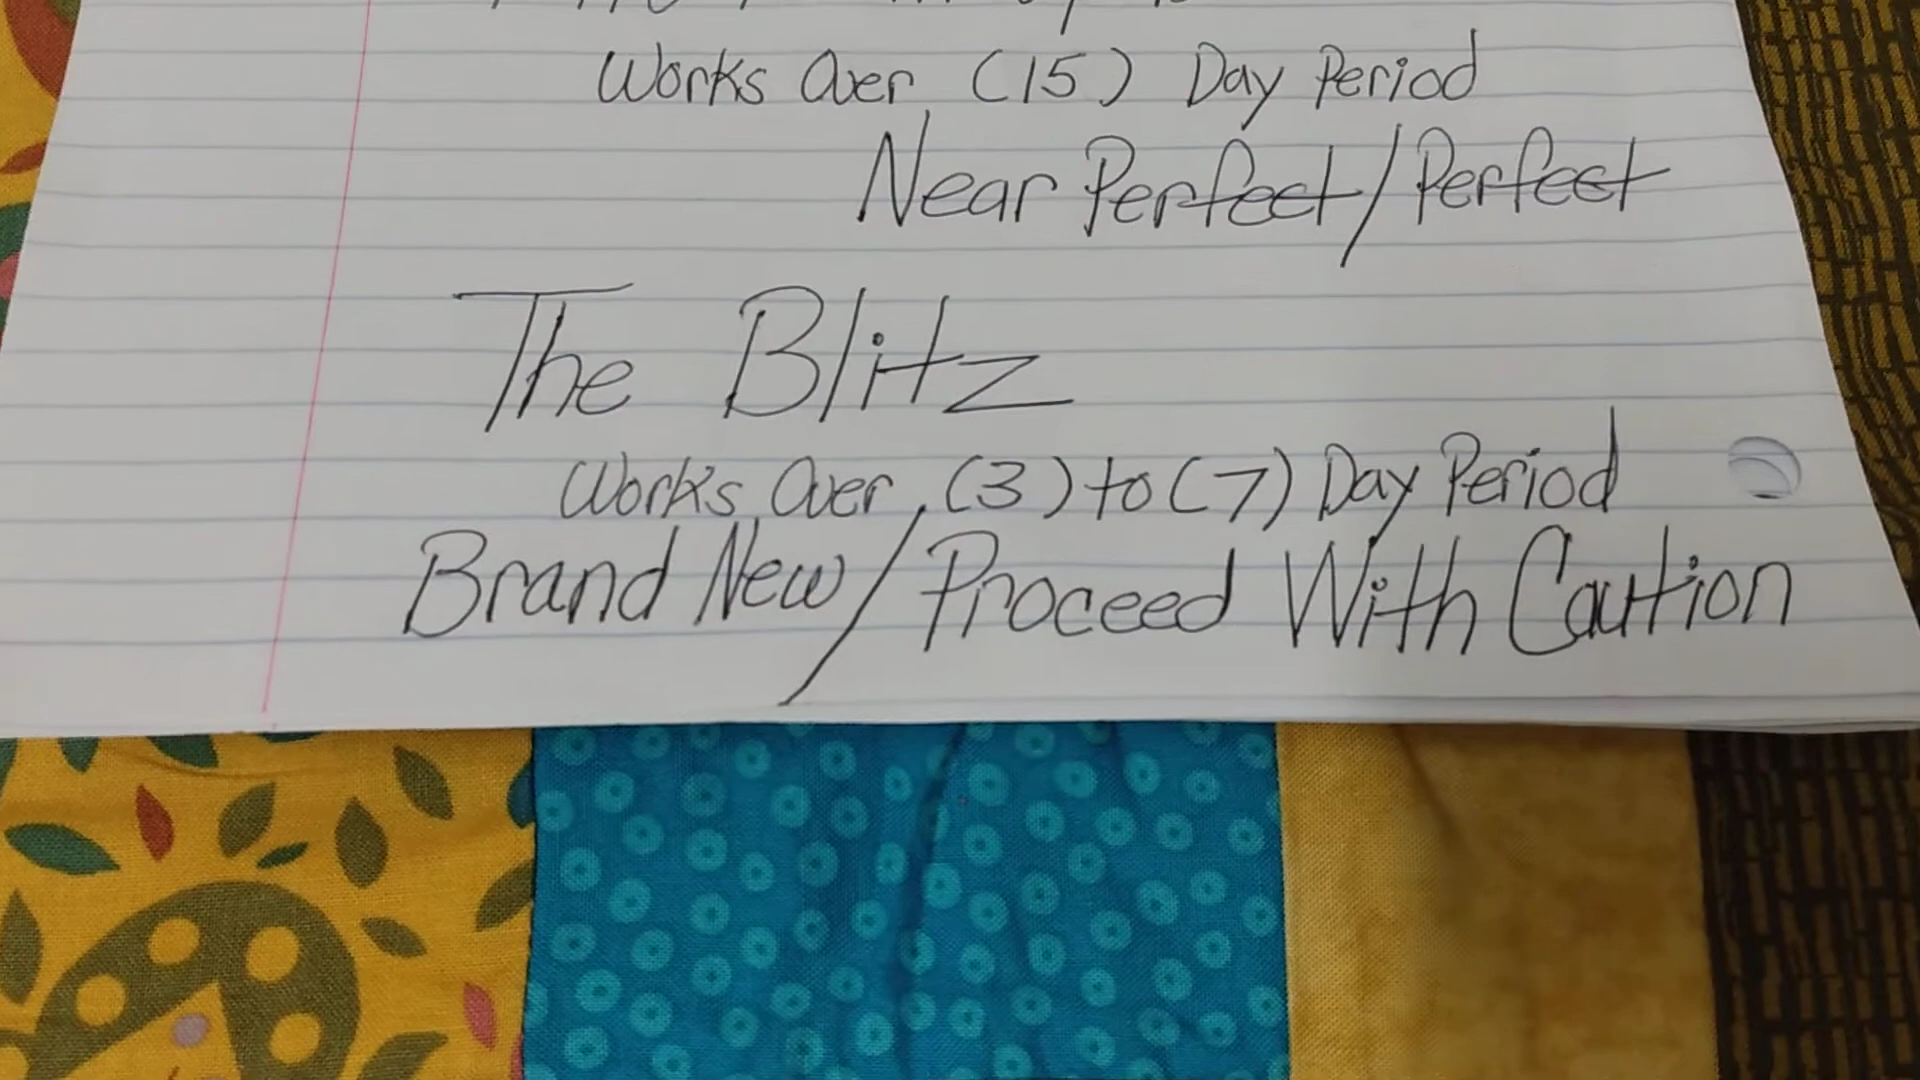 Works Over (15) Day Period
Near Perfect/Perfect
The Blitz
Work's Over (3) to (7) Day Period
Brand New/Proceed With Caution